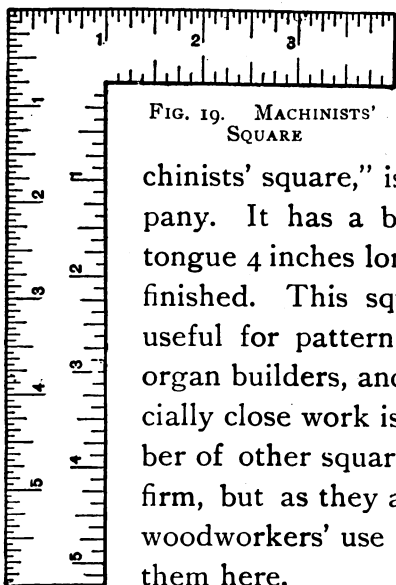 1 2 3
1
2
3
4
5
1
2
3
4
5
FIG. 19. MACHINISTS'
SQUARE
chinists' square,” is
pany. It has a b
tongue 4 inches lon
finished. This squ
useful for pattern
organ builders, and
cially close work is
ber of other squar
firm, but as they a
woodworkers' use
them here.